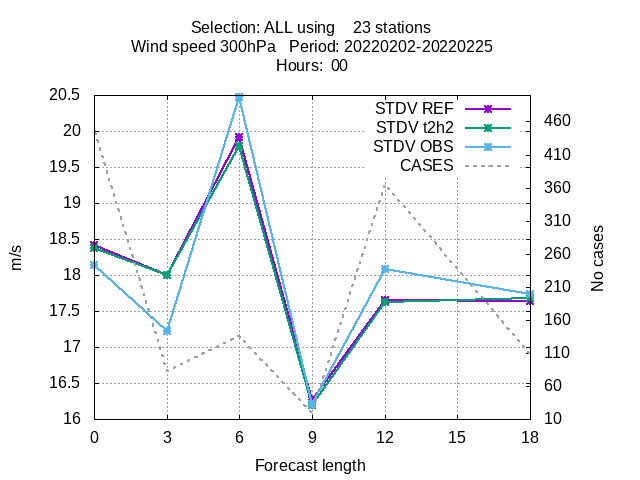 Selection: ALL using    23 stations
Wind speed 300hPa   Period: 20220202-20220225
Hours:  00
STDV REF
STDV t2h2
STDV OBS
CASES
20.5
20
19.5
19
18.5
18
17.5
17
16.5
16
460
410
360
310
260
210
160
110
60
10
m/s
No cases
0 3 6 9 12 15 18
Forecast length